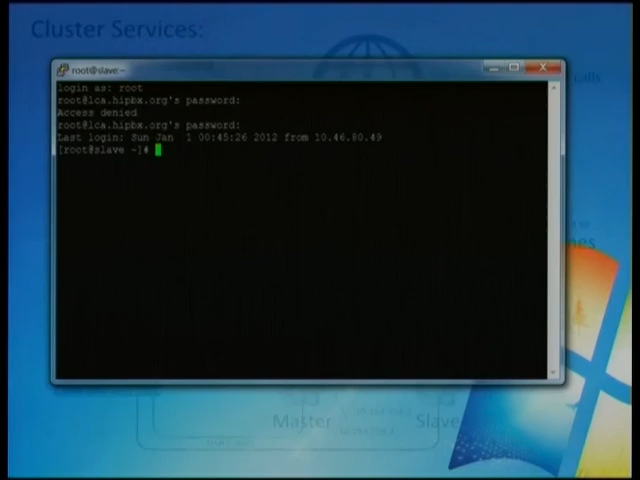 Cluster Services:
root@slave:~
calls
login as: root
root@lca.hipbx.org's password:
Access denied
root@lca.hipbx.org's password:
Last login: Sun Jan  1 00:45:26 2012 from 10.46.80.49
[root@slave ~]#
Master
Slave